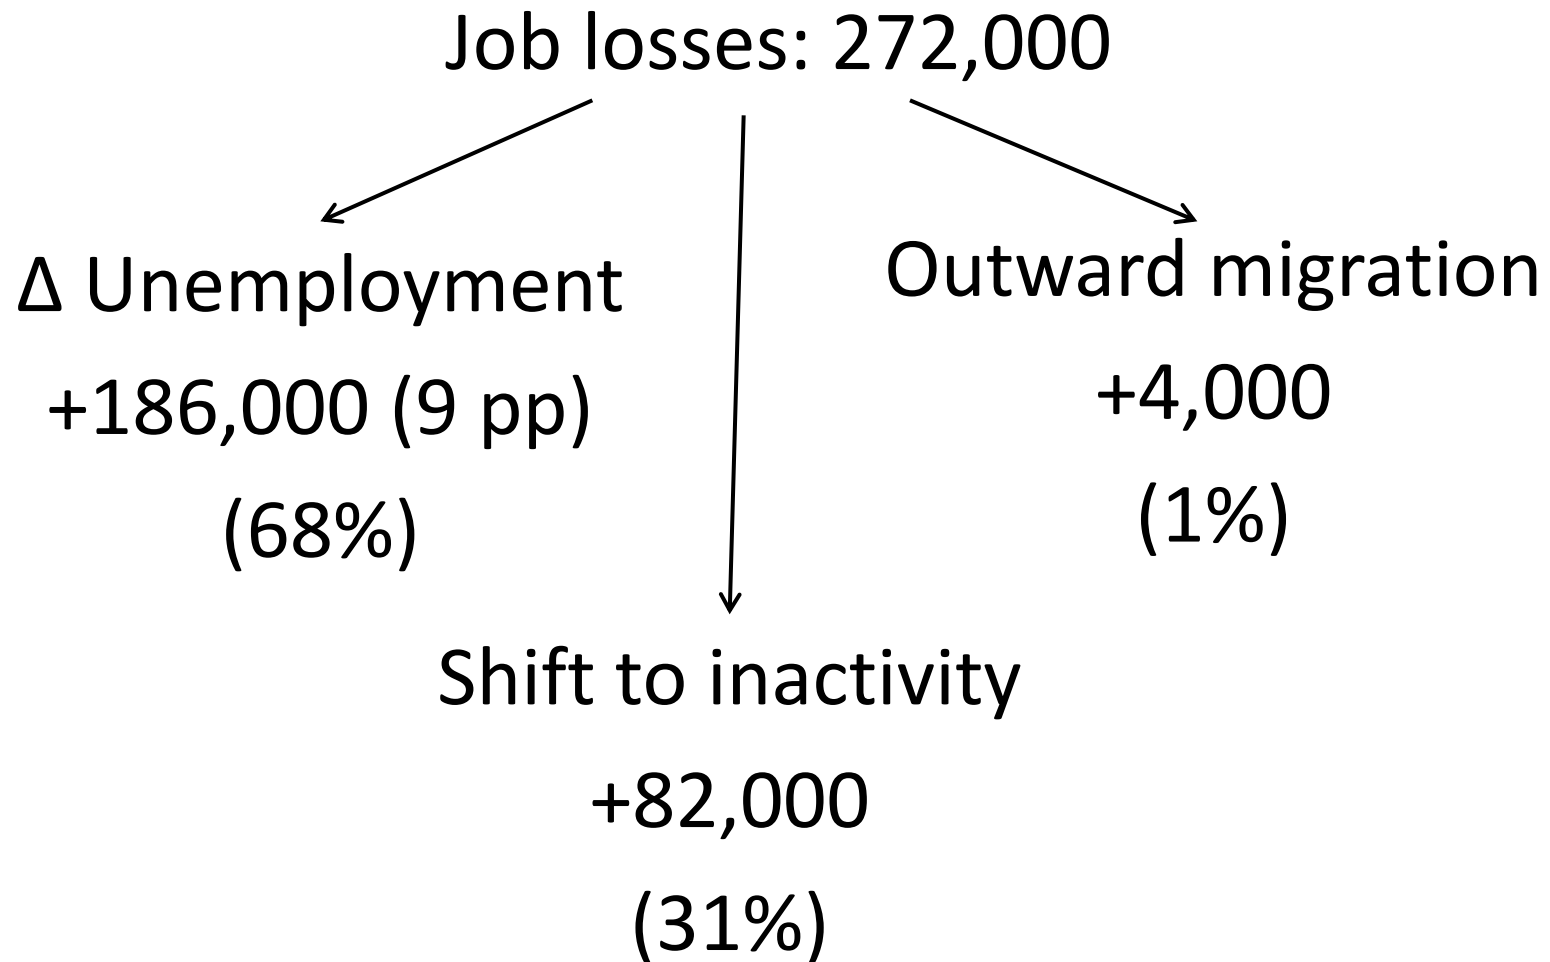 Job losses: 272,000
Δ Unemployment
+186,000 (9 pp)
(68%)
Outward migration
+4,000
(1%)
Shift to inactivity
+82,000
(31%)